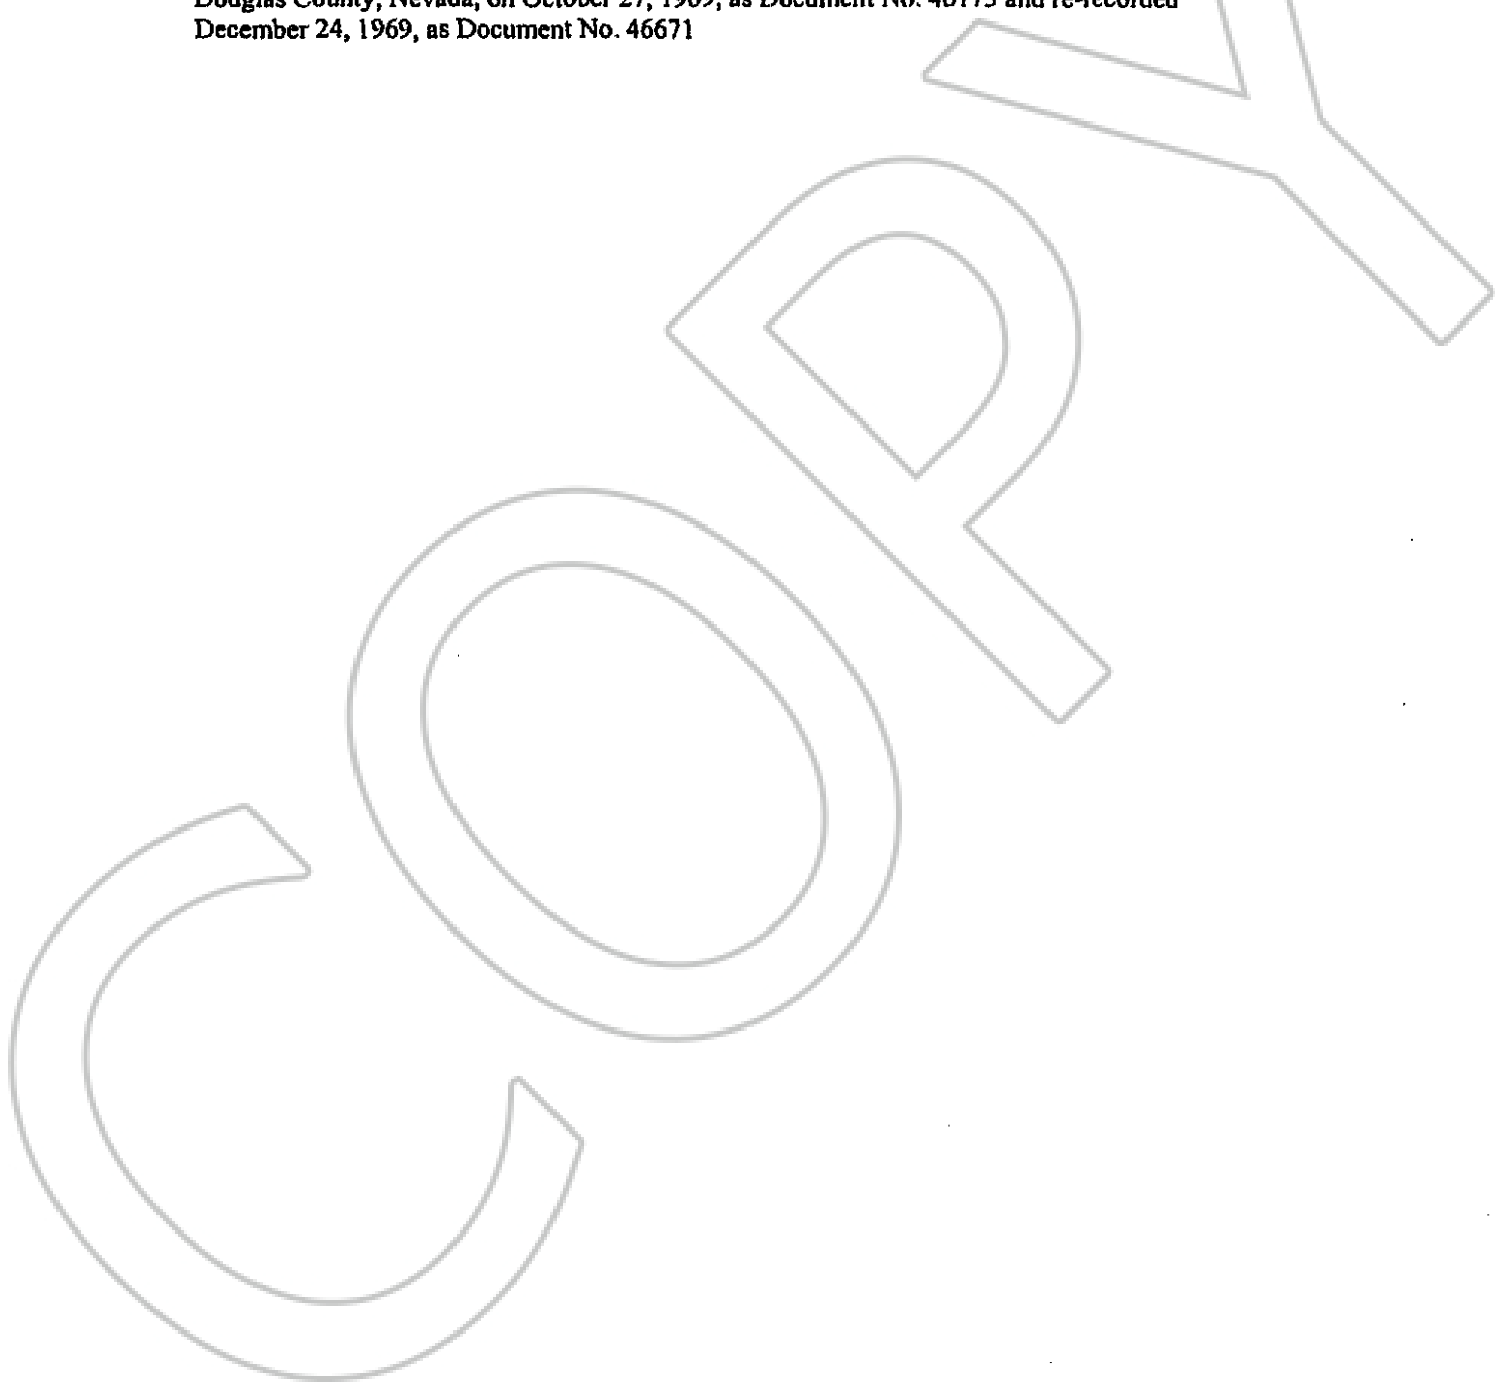 Douglas County, Nevada, on October 27, 1969, as Document No. 46173 and re-recorded
December 24, 1969, as Document No. 46671
COPY